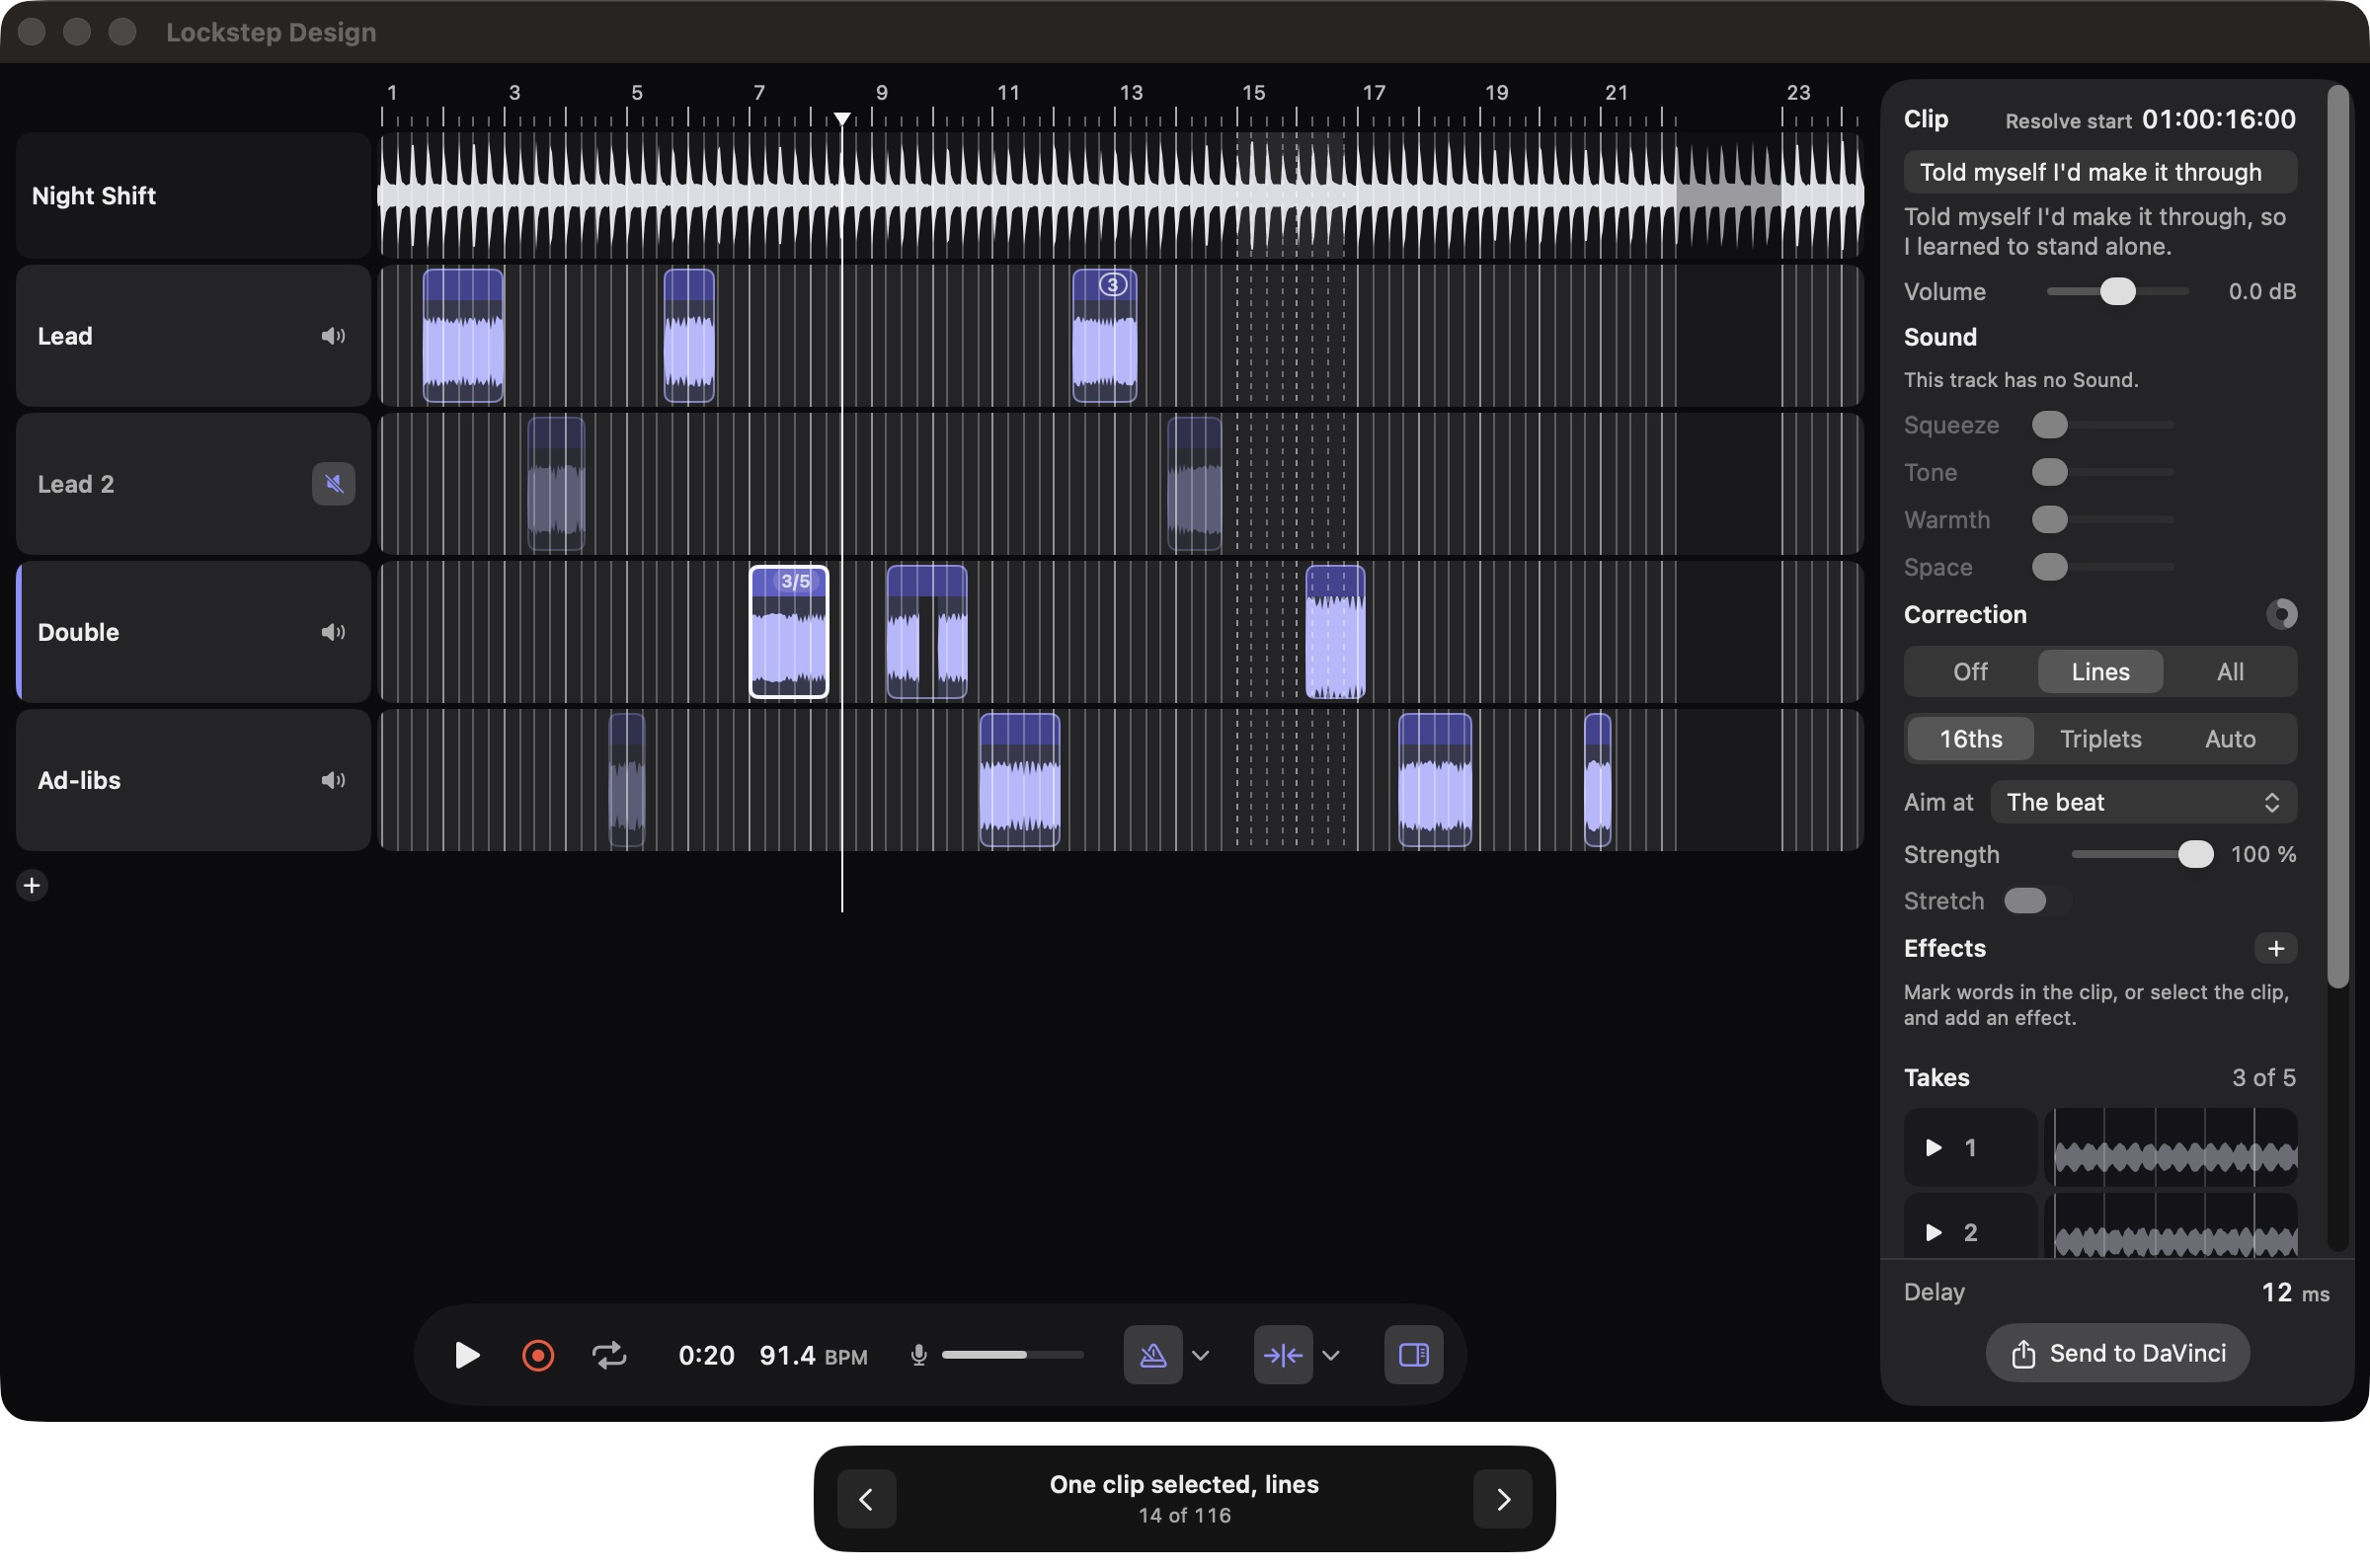 Lockstep Design
1 3 5 7 9 11 13 15 17 19 21 23
Night Shift
Lead
3
Lead 2
Double
3/5
Ad-libs
Clip Resolve start 01:00:16:00
Told myself I'd make it through
Told myself I'd make it through, so
I learned to stand alone.
Volume 0.0 dB
Sound
This track has no Sound.
Squeeze
Tone
Warmth
Space
Correction
Off Lines All
16ths Triplets Auto
Aim at The beat
Strength 100 %
Stretch
Effects
Mark words in the clip, or select the clip,
and add an effect.
Takes 3 of 5
1
2
Delay 12 ms
Send to DaVinci
0:20 91.4 BPM
One clip selected, lines
14 of 116